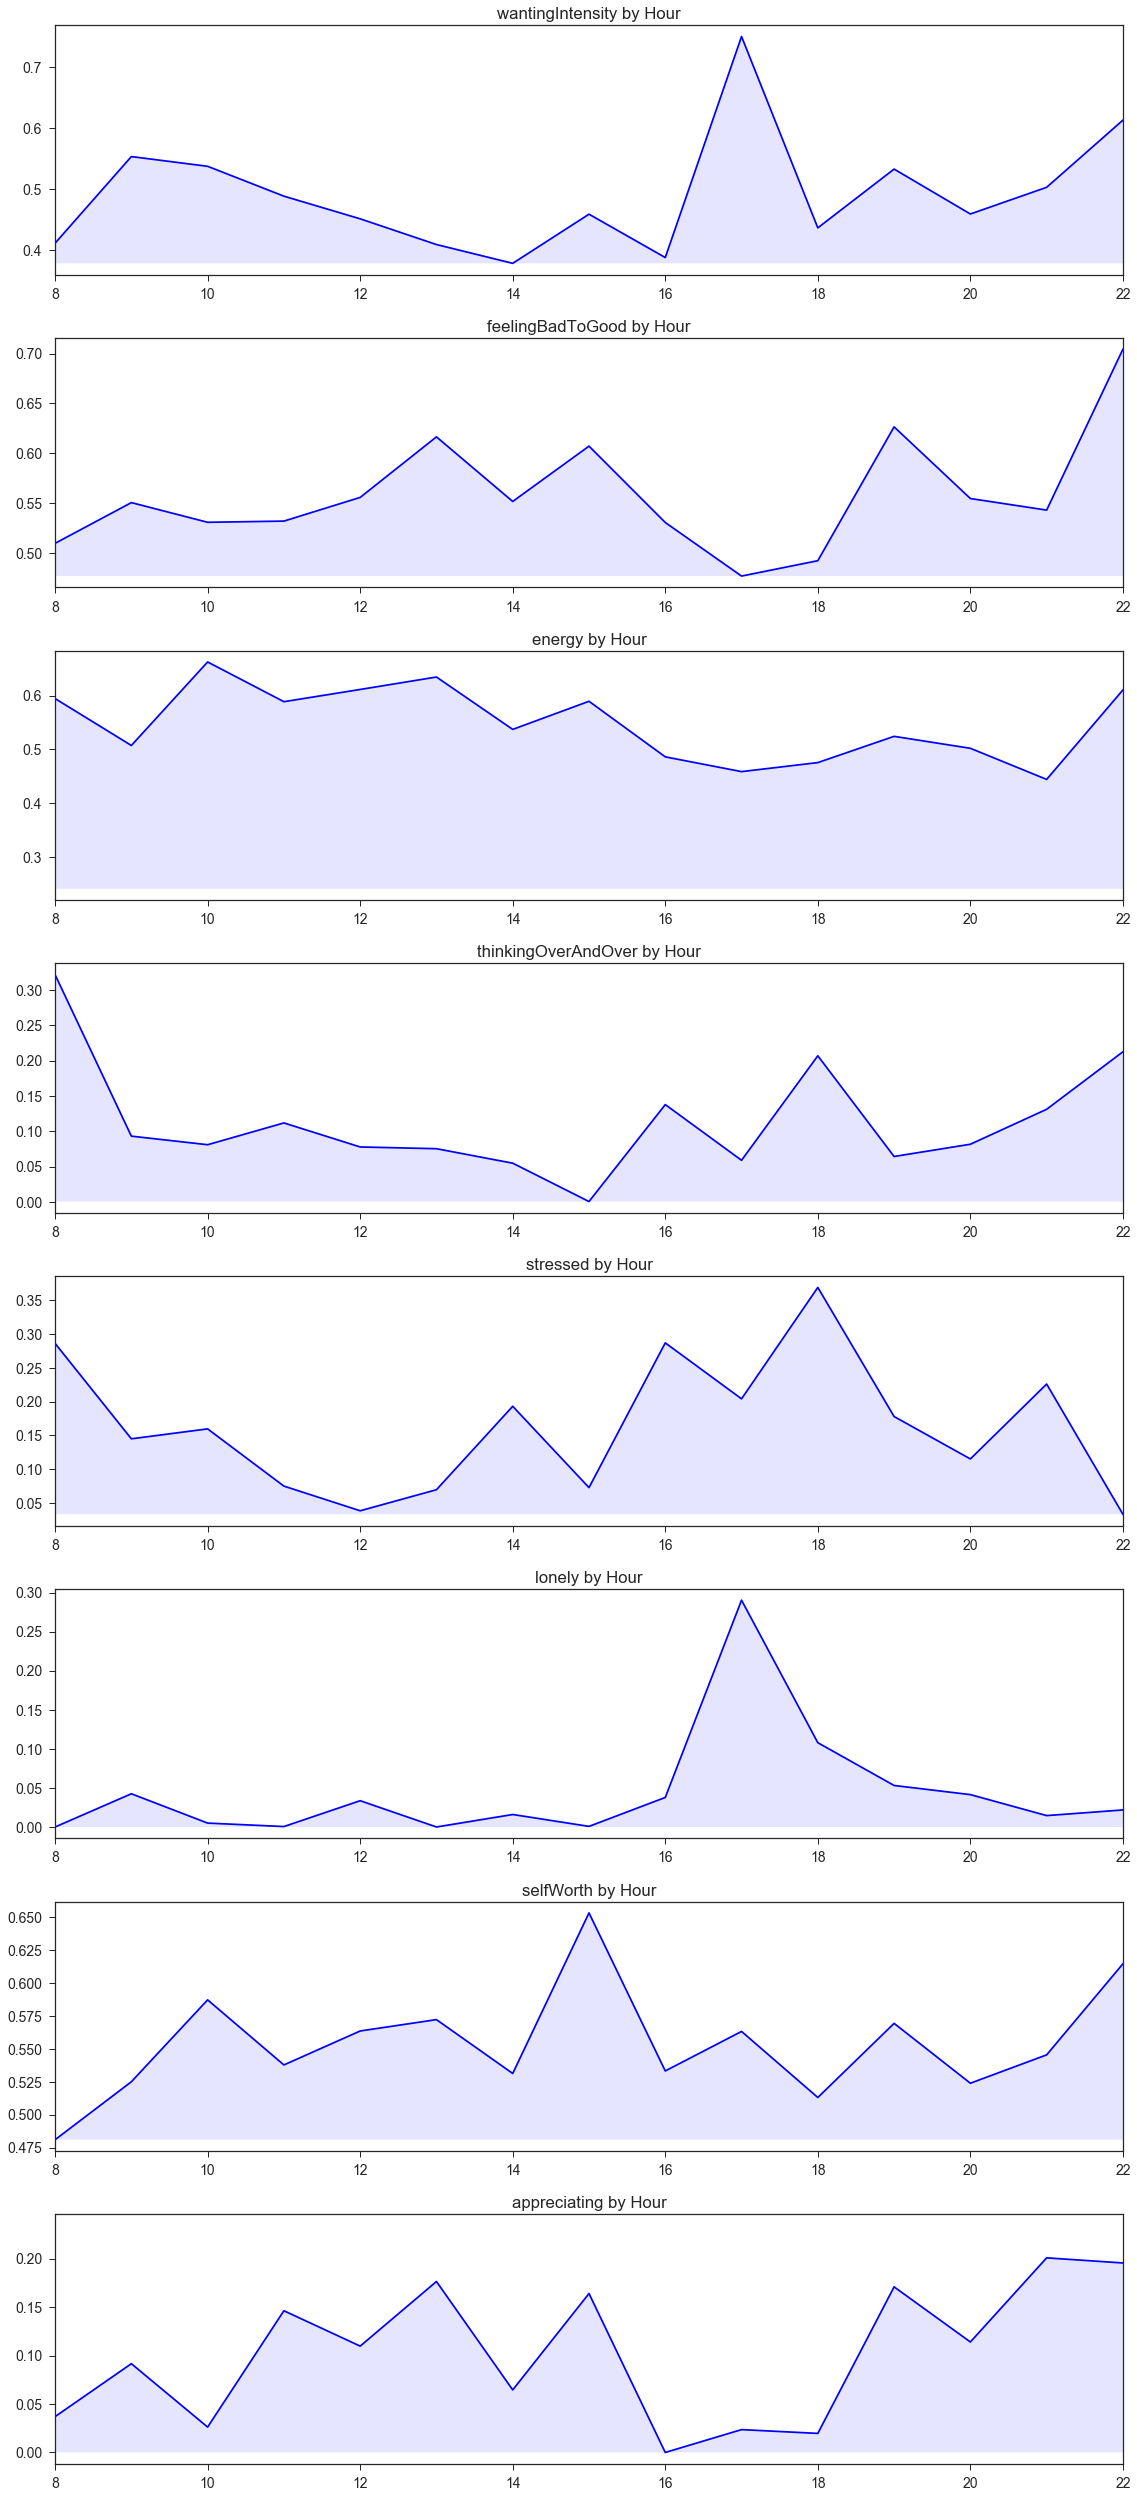 wantingIntensity by Hour
0.7
0.6
0.5
0.4
8 10 12 14 16 18 20 22
feelingBadToGood by Hour
0.70
0.65
0.60
0.55
0.50
8 10 12 14 16 18 20 22
energy by Hour
0.6
0.5
0.4
0.3
8 10 12 14 16 18 20 22
thinkingOverAndOver by Hour
0.30
0.25
0.20
0.15
0.10
0.05
0.00
8 10 12 14 16 18 20 22
stressed by Hour
0.35
0.30
0.25
0.20
0.15
0.10
0.05
8 10 12 14 16 18 20 22
lonely by Hour
0.30
0.25
0.20
0.15
0.10
0.05
0.00
8 10 12 14 16 18 20 22
selfWorth by Hour
0.650
0.625
0.600
0.575
0.550
0.525
0.500
0.475
8 10 12 14 16 18 20 22
appreciating by Hour
0.20
0.15
0.10
0.05
0.00
8 10 12 14 16 18 20 22